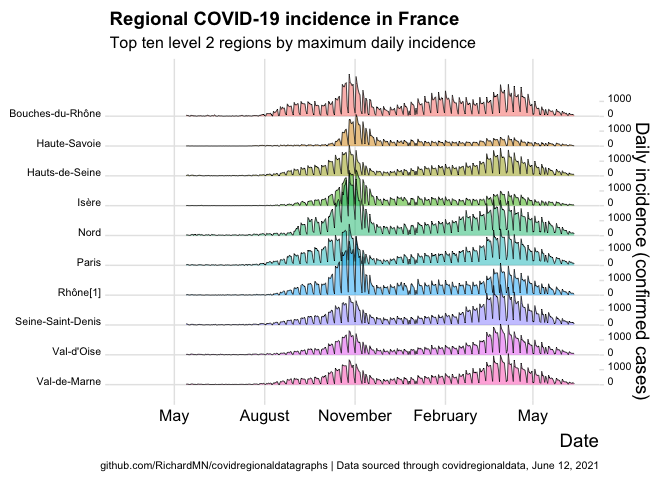 Regional COVID-19 incidence in France
Top ten level 2 regions by maximum daily incidence
Bouches-du-Rhône
Haute-Savoie
Hauts-de-Seine
Isère
Nord
Paris
Rhône[1]
Seine-Saint-Denis
Val-d'Oise
Val-de-Marne
1000
0
1000
0
1000
0
1000
0
1000
0
1000
0
1000
0
1000
0
1000
0
1000
0
Daily incidence (confirmed cases)
May August November February May
Date
github.com/RichardMN/covidregionaldatagraphs | Data sourced through covidregionaldata, June 12, 2021